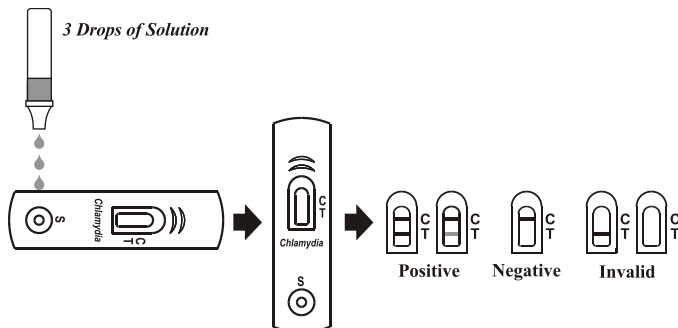 3 Drops of Solution
S
Chlamydia
C
T
C
T
Chlamydia
S
C
T
C
T
C
T
C
T
C
T
Positive
Negative
Invalid